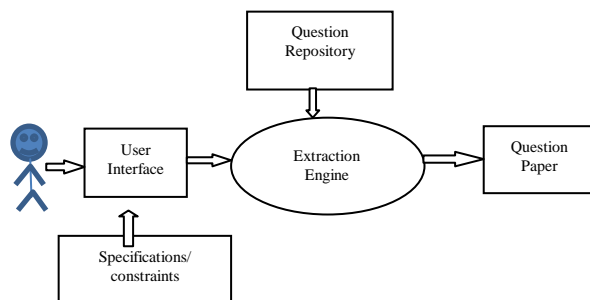 Question
Repository
User
Interface
Extraction
Engine
Question
Paper
Specifications/
constraints